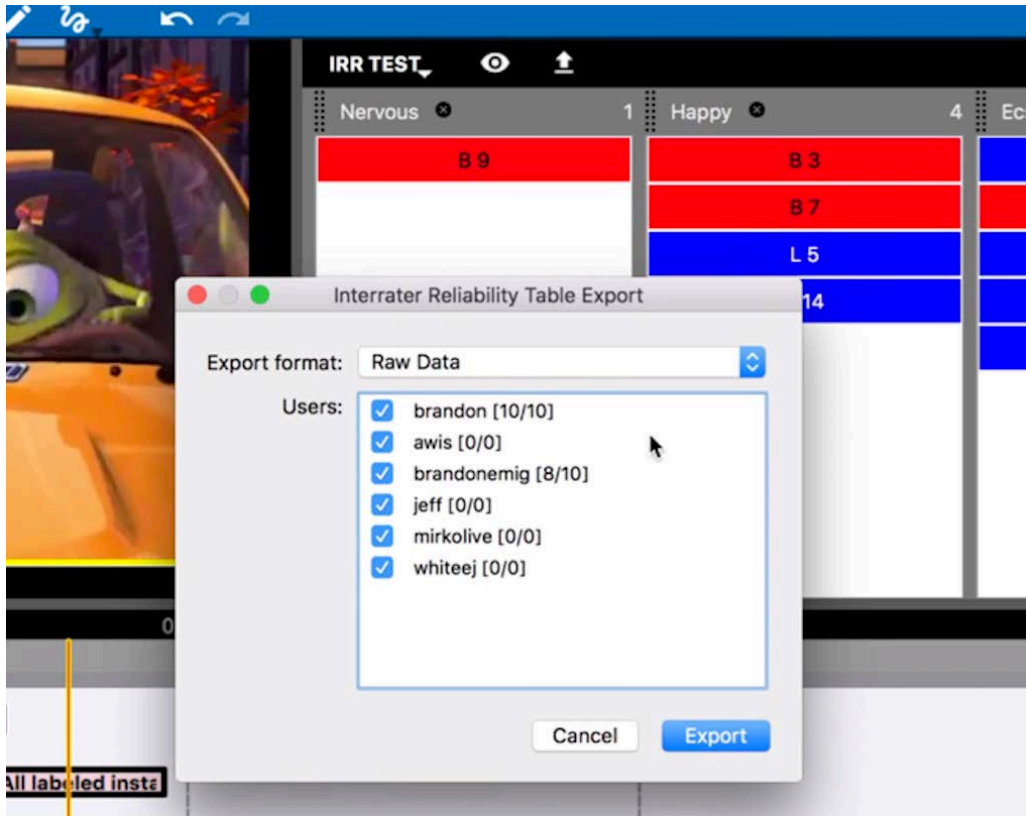 IRR TEST
Nervous 1
Happy 4
B 9
B 3
B 7
L 5
14
Interrater Reliability Table Export
Export format: Raw Data
Users:
brandon [10/10]
awis [0/0]
brandonemig [8/10]
jeff [0/0]
mirkolive [0/0]
whiteej [0/0]
Cancel
Export
0
All labeled insta